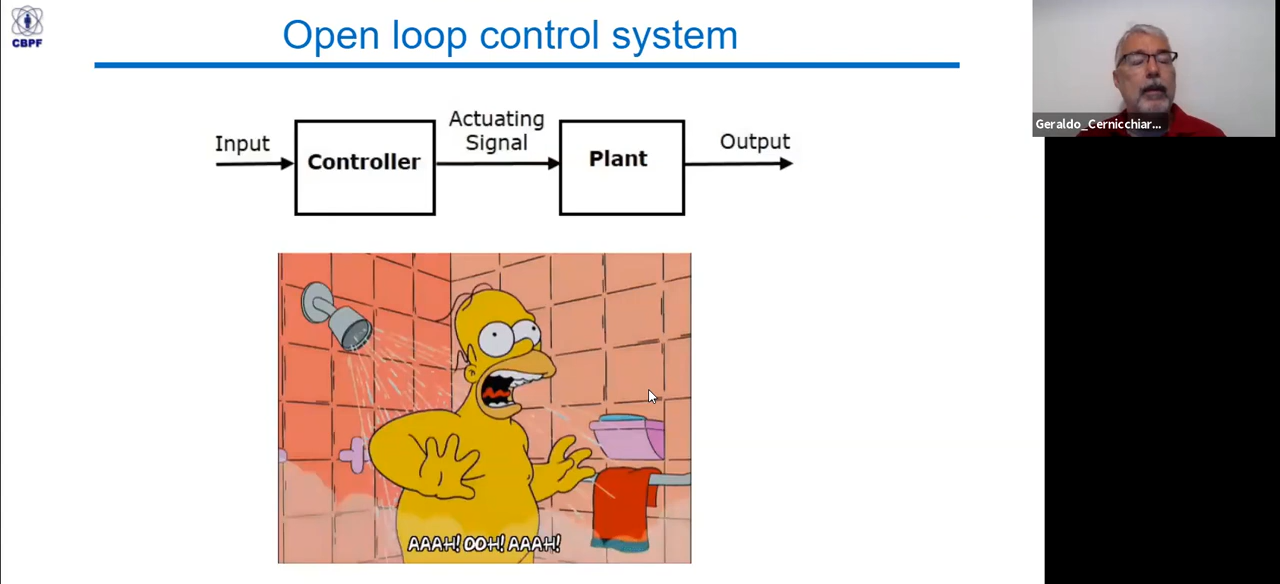 CBPF
Open loop control system
Input
Controller
Actuating
Signal
Plant
Output
Geraldo_Cernicchiar...
AAAH! OOH! AAAH!